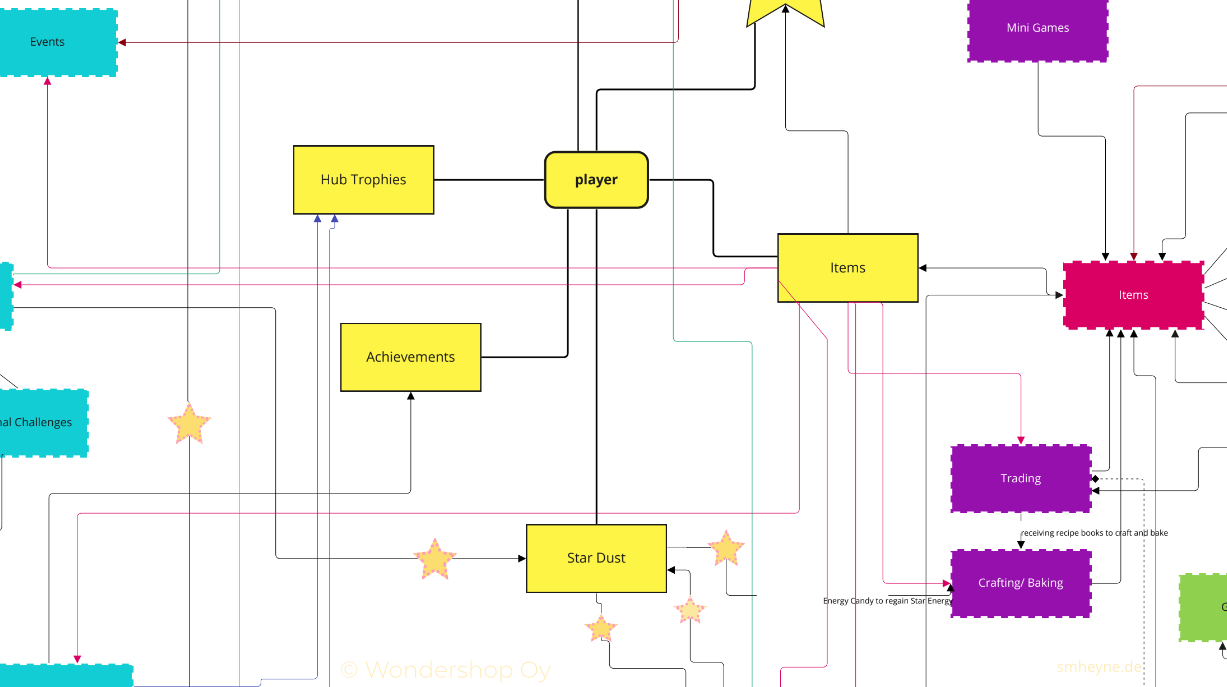 Mini Games
Events
Hub Trophies
player
Items
Items
Achievements
nal Challenges
Trading
receiving recipe books to craft and bake
Star Dust
Crafting/ Baking
Energy Candy to regain Star Energy
G
© Wondershop Oy
smheyne.de